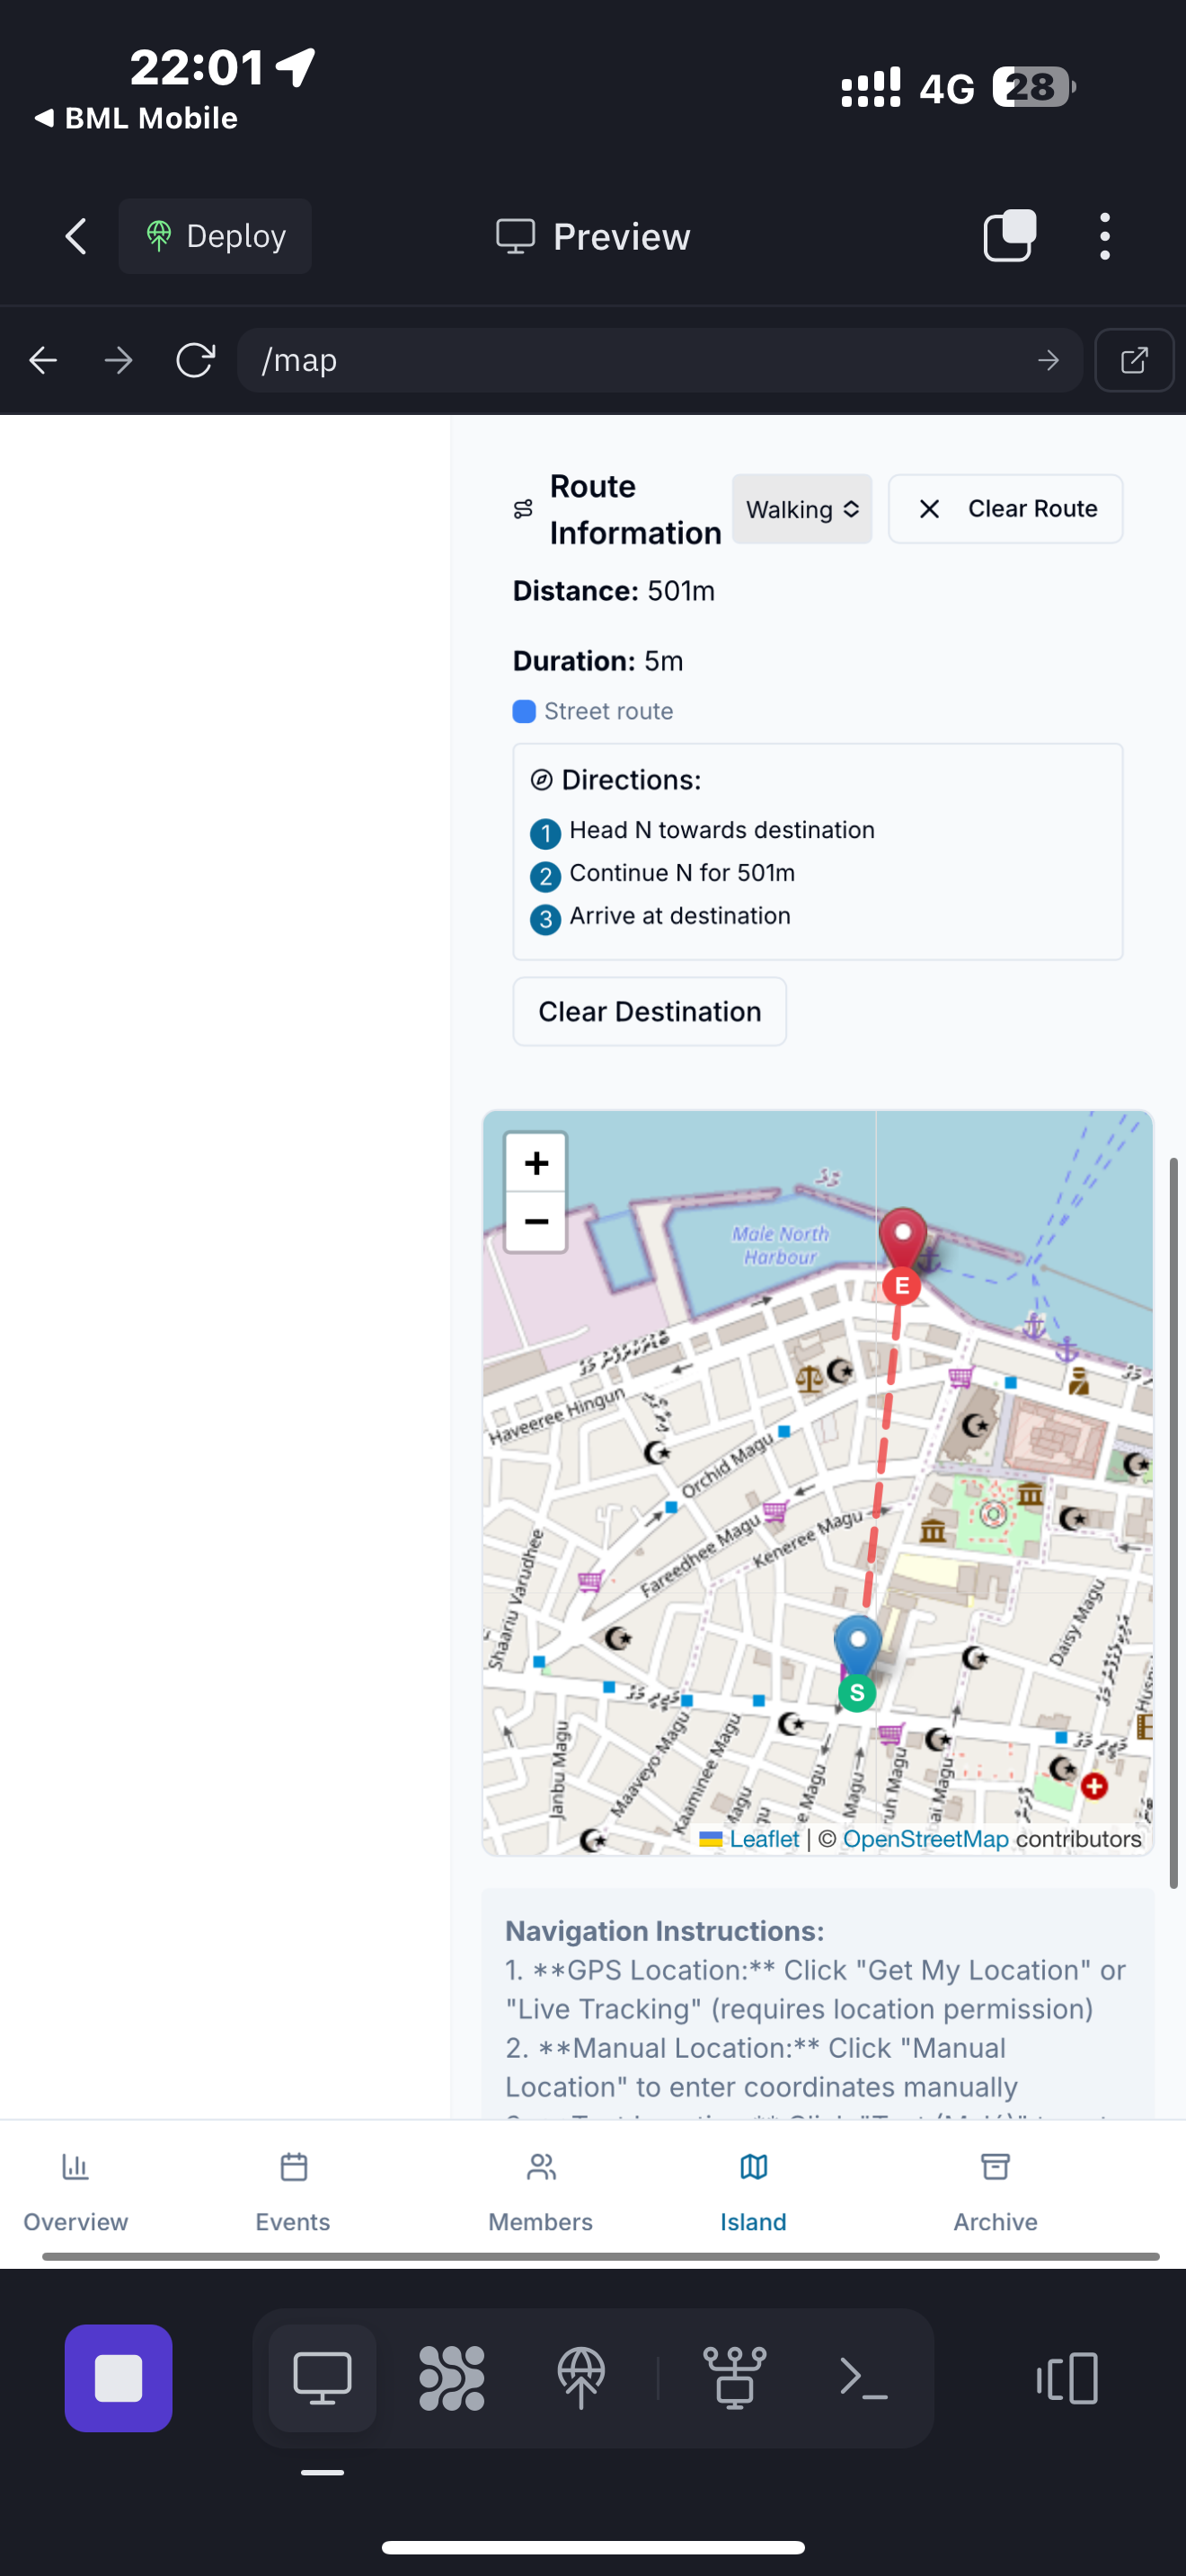 22:01
4G
28
BML Mobile
Deploy
Preview
/map
Route
Information
Walking
Clear Route
Distance: 501m
Duration: 5m
Street route
Directions:
1 Head N towards destination
2 Continue N for 501m
3 Arrive at destination
Clear Destination
+
−
Male North
Harbour
E
Haveeree Hingun
Orchid Magu
Fareedhee Magu
Keneree Magu
Shaariu Varudhee
Daisy Magu
S
Janbu Magu
Maaveyo Magu
Kaaminee Magu
Magu
Magu
Magu
Leaflet | © OpenStreetMap contributors
Navigation Instructions:
1. **GPS Location:** Click "Get My Location" or
"Live Tracking" (requires location permission)
2. **Manual Location:** Click "Manual
Location" to enter coordinates manually
Overview
Events
Members
Island
Archive